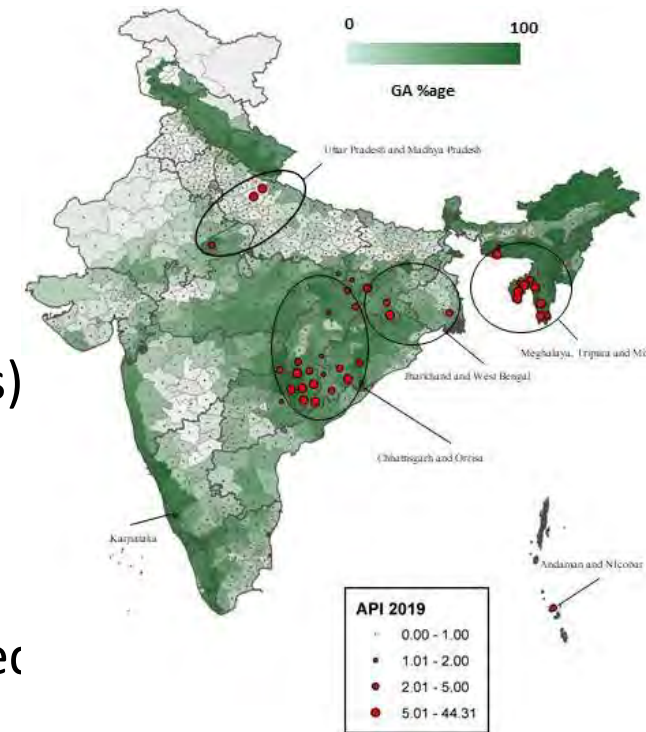 0 100
GA %age
Uttar Pradesh and Madhya Pradesh
Meghalaya, Tripura and
Jharkhand and West Bengal
s)
Chhattisgarh and Orrisa
Karnataka
Andaman and Nicobar
API 2019
0.00 - 1.00
1.01 - 2.00
2.01 - 5.00
5.01 - 44.31